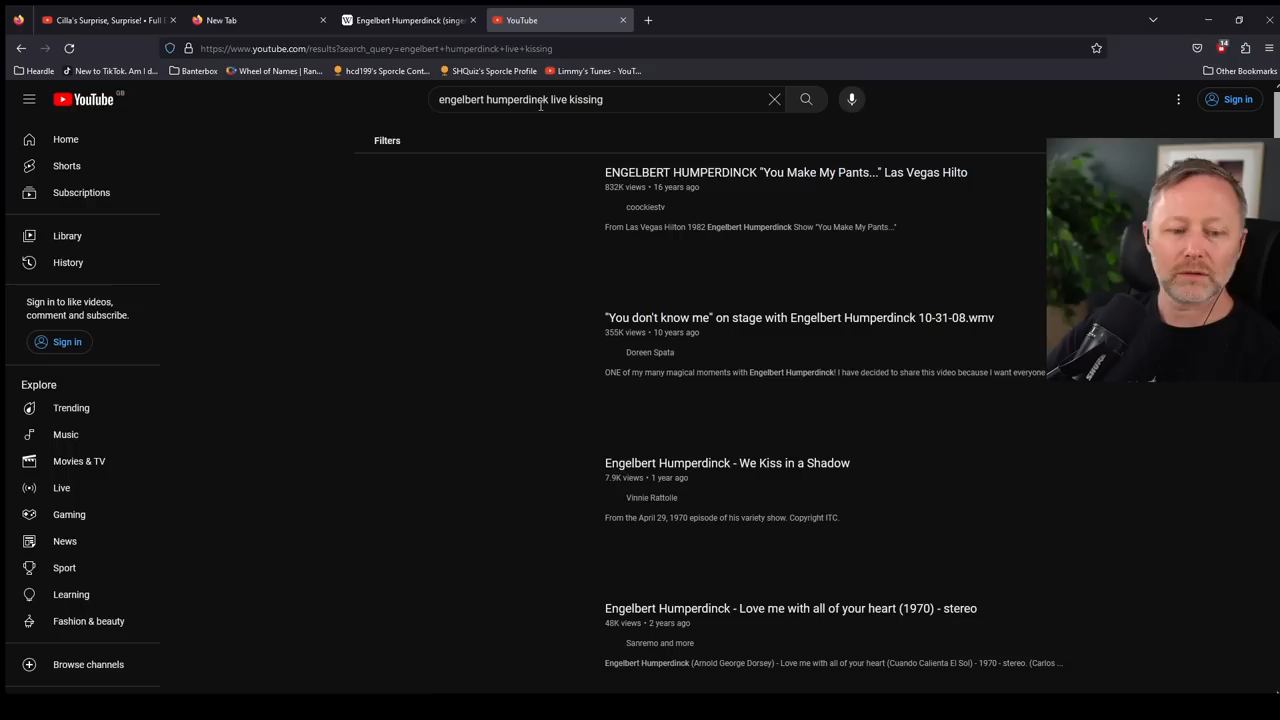 Cilla's Surprise, Surprise! • Full E
New Tab
Engelbert Humperdinck (singe
YouTube
https://www.youtube.com/results?search_query=engelbert+humperdinck+live+kissing
14
Heardle
New to TikTok, Am I d...
Banterbox
Wheel of Names | Ran...
hcd199's Sporcle Cont...
SHQuiz's Sporcle Profile
Limmy's Tunes - YouT...
Other Bookmarks
YouTube GB
engelbert humperdinck live kissing
Sign in
Home
Shorts
Subscriptions
Library
History
Sign in to like videos,
comment and subscribe.
Sign in
Explore
Trending
Music
Movies & TV
Live
Gaming
News
Sport
Learning
Fashion & beauty
Browse channels
Filters
ENGELBERT HUMPERDINCK "You Make My Pants..." Las Vegas Hilto
832K views • 16 years ago
coockiestv
From Las Vegas Hilton 1982 Engelbert Humperdinck Show "You Make My Pants..."
"You don't know me" on stage with Engelbert Humperdinck 10-31-08.wmv
355K views • 10 years ago
Doreen Spata
ONE of my many magical moments with Engelbert Humperdinck! I have decided to share this video because I want everyone
Engelbert Humperdinck - We Kiss in a Shadow
7.9K views • 1 year ago
Vinnie Rattolle
From the April 29, 1970 episode of his variety show. Copyright ITC.
Engelbert Humperdinck - Love me with all of your heart (1970) - stereo
48K views • 2 years ago
Sanremo and more
Engelbert Humperdinck (Arnold George Dorsey) - Love me with all of your heart (Cuando Calienta El Sol) - 1970 - stereo. (Carlos ...
SHURE